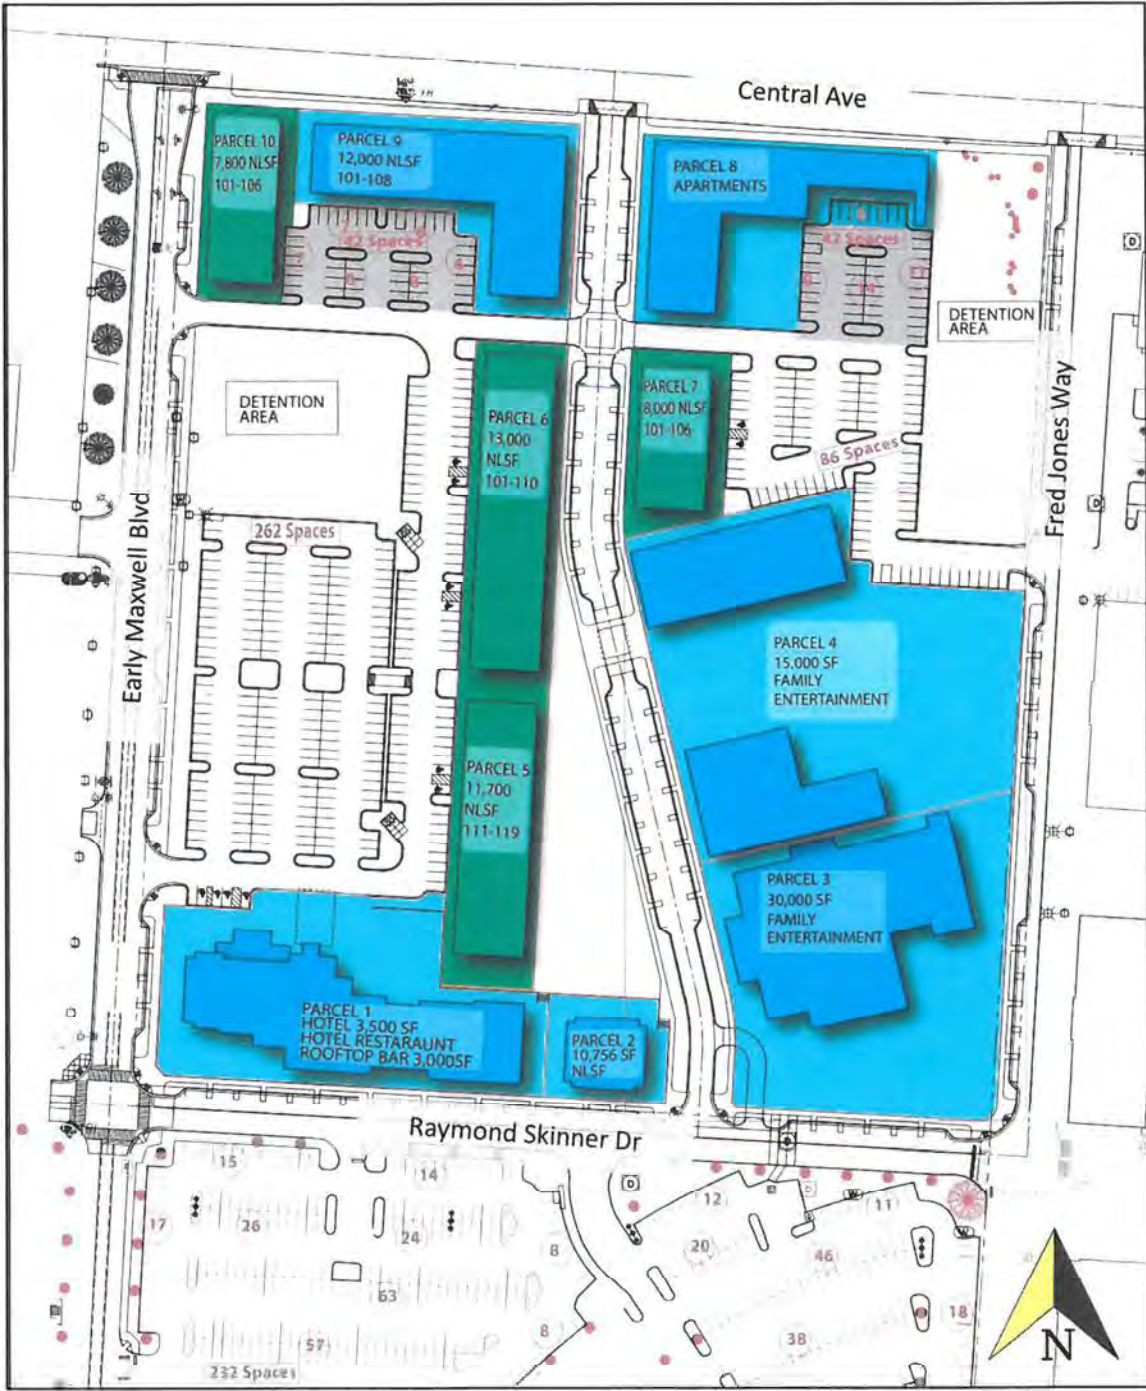 Central Ave
PARCEL 10
7,800 NLSF
101-106
PARCEL 9
12,000 NLSF
101-108
PARCEL 8
APARTMENTS
42 Spaces
42 Spaces
14
DETENTION
AREA
DETENTION
AREA
PARCEL 7
8,000 NLSF
101-106
PARCEL 6
13,000
NLSF
101-110
86 Spaces
262 Spaces
Early Maxwell Blvd
Fred Jones Way
PARCEL 4
15.000 SF
FAMILY
ENTERTAINMENT
PARCEL 5
11,700
NLSF
111-119
PARCEL 3
30,000 SF
FAMILY
ENTERTAINMENT
PARCEL 1
HOTEL 3,500 SF
HOTEL RESTARAUNT
ROOFTOP BAR 3,000SF
PARCEL 2
10,756 SF
NLSF
Raymond Skinner Dr
15
14
D
D
12
W
11
W
17
26
24
8
20
46
63
18
57
8
38
232 Spaces
N